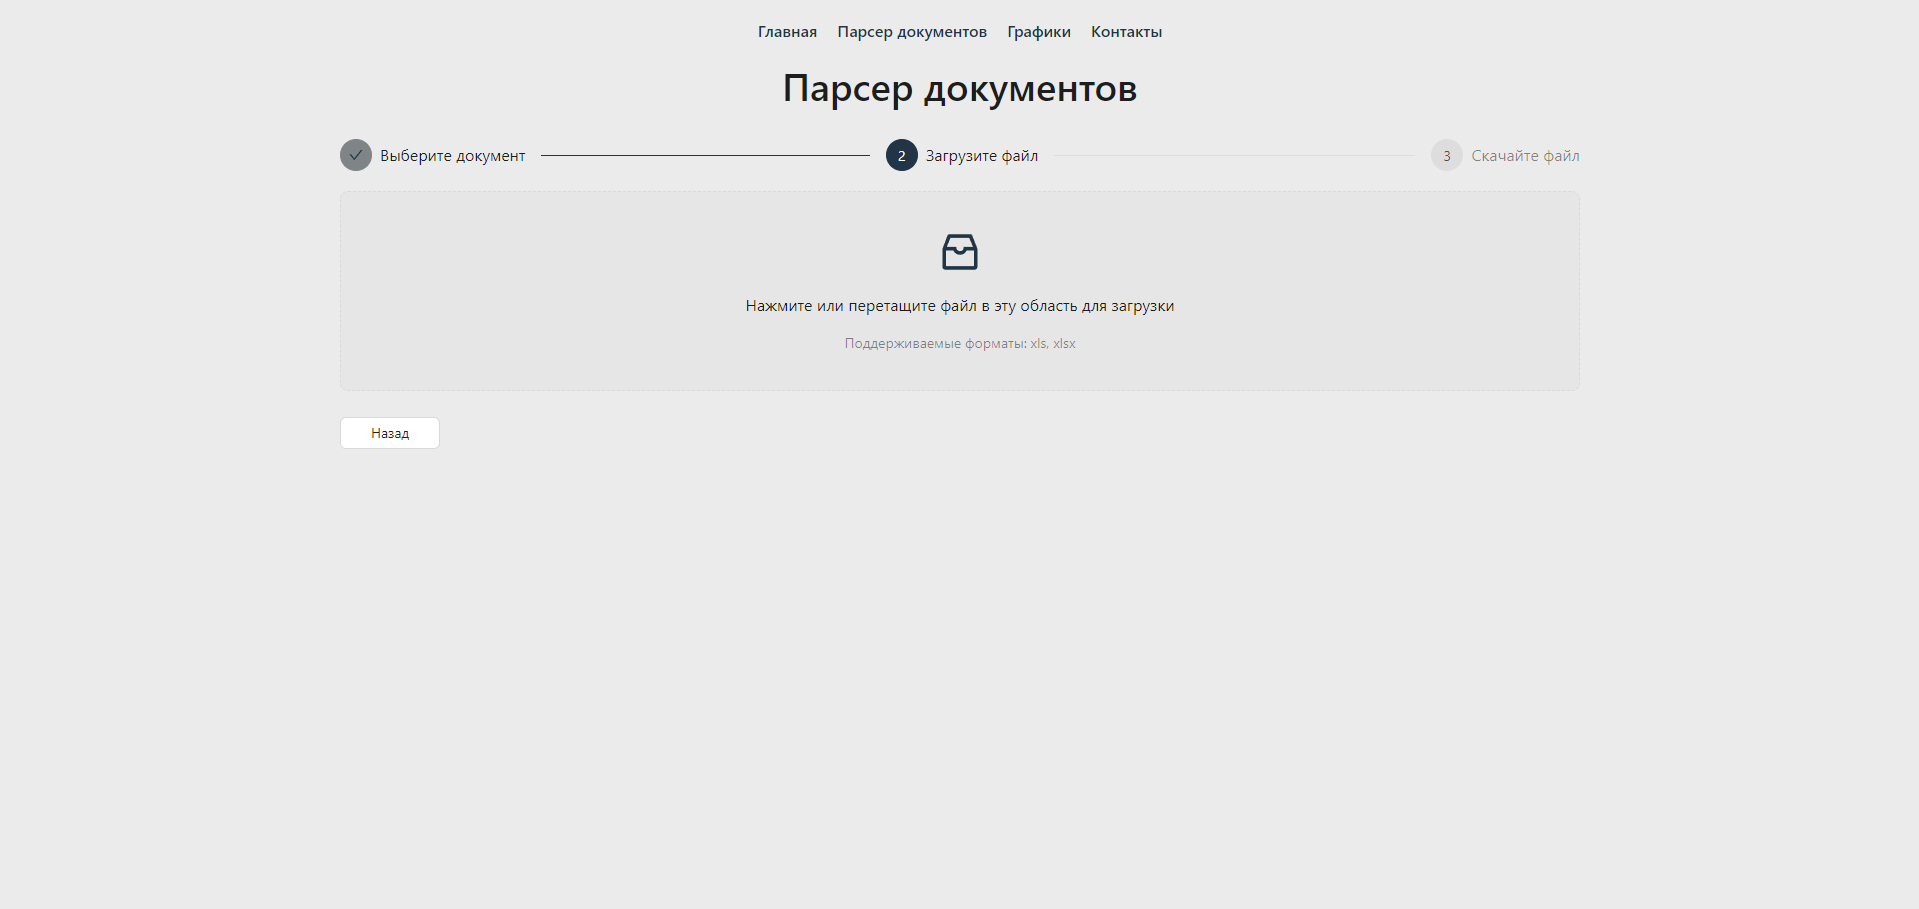 Главная Парсер документов Графики Контакты
Парсер документов
Выберите документ 2 Загрузите файл 3 Скачайте файл
Нажмите или перетащите файл в эту область для загрузки
Поддерживаемые форматы: xls, xlsx
Назад